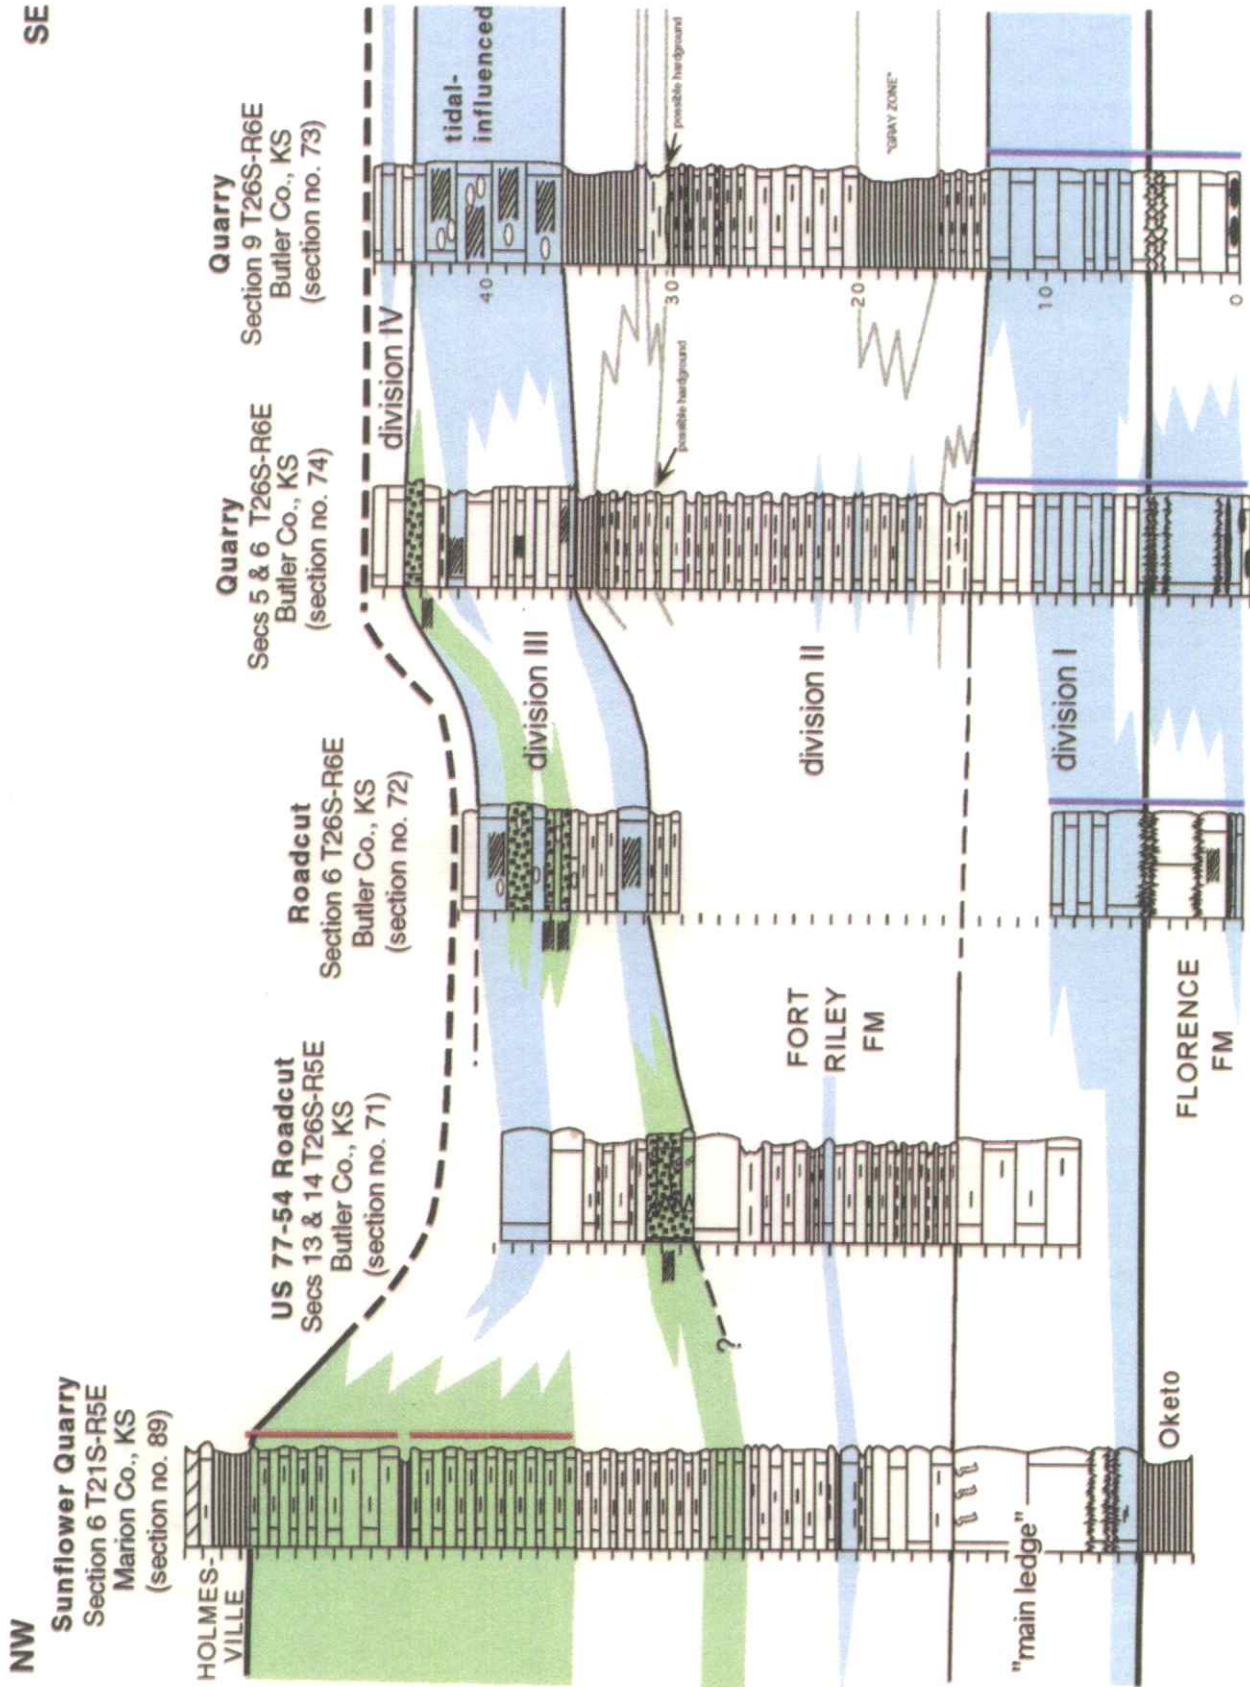 NW
SE
Sunflower Quarry
Section 6 T21S-R5E
Marion Co., KS
(section no. 89)
US 77-54 Roadcut
Secs 13 & 14 T26S-R5E
Butler Co., KS
(section no. 71)
Roadcut
Section 6 T26S-R6E
Butler Co., KS
(section no. 72)
Quarry
Secs 5 & 6 T26S-R6E
Butler Co., KS
(section no. 74)
Quarry
Section 9 T26S-R6E
Butler Co., KS
(section no. 73)
HOLMES-
VILLE
division IV
tidal-
influenced
40
division III
possible hardground
30
possible hardground
division II
20
"GRAY ZONE"
FORT
RILEY
FM
?
"main ledge"
division I
10
Oketo
FLORENCE
FM
0